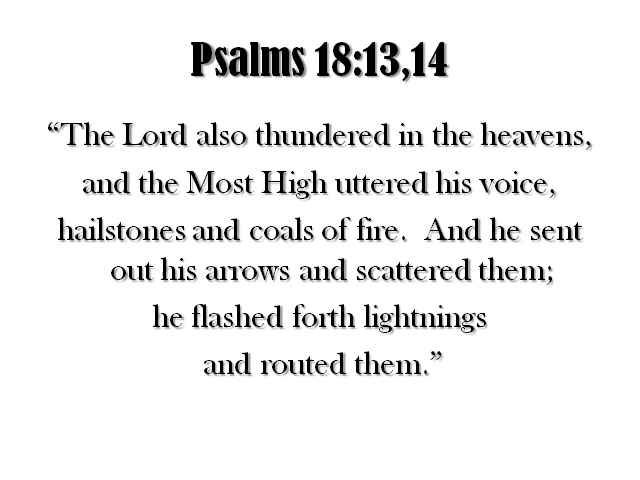 Psalms 18:13,14
“The Lord also thundered in the heavens,
and the Most High uttered his voice,
hailstones and coals of fire.  And he sent
out his arrows and scattered them;
he flashed forth lightnings
and routed them.”